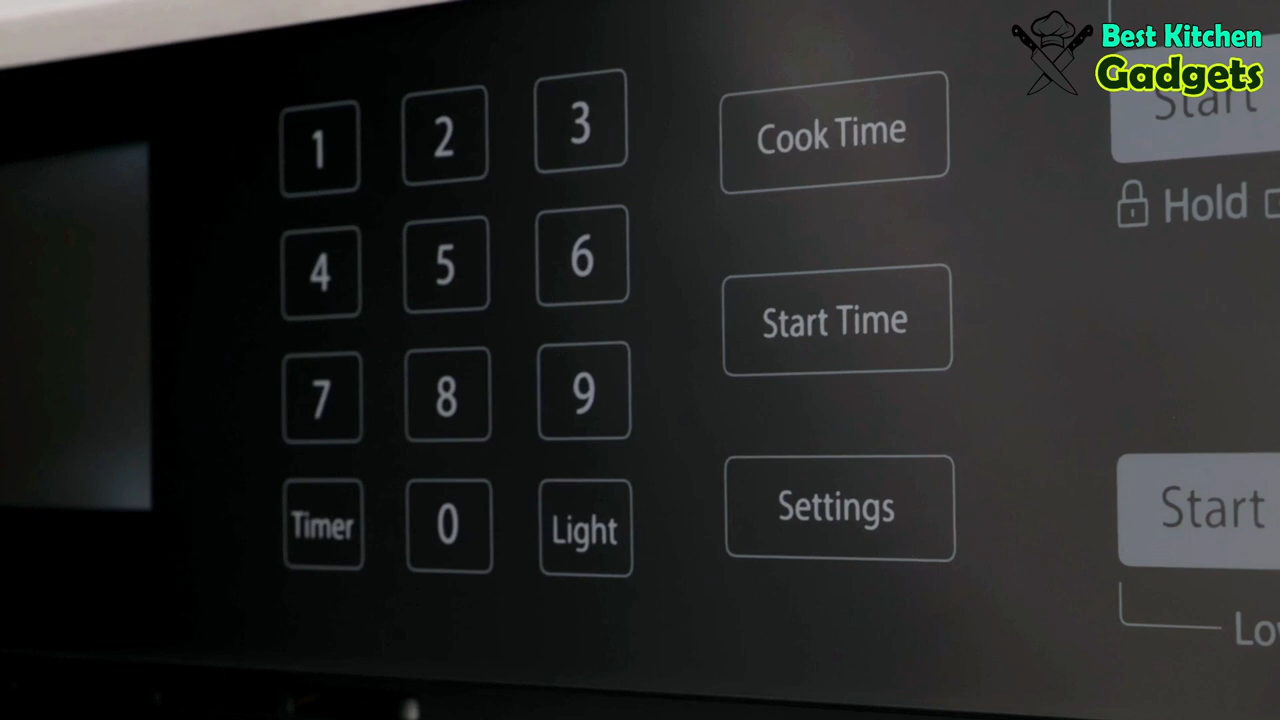 Best Kitchen
Gadgets
1 2 3
Cook Time
Start
Hold
4 5 6
Start Time
7 8 9
Settings
Start
Timer 0 Light